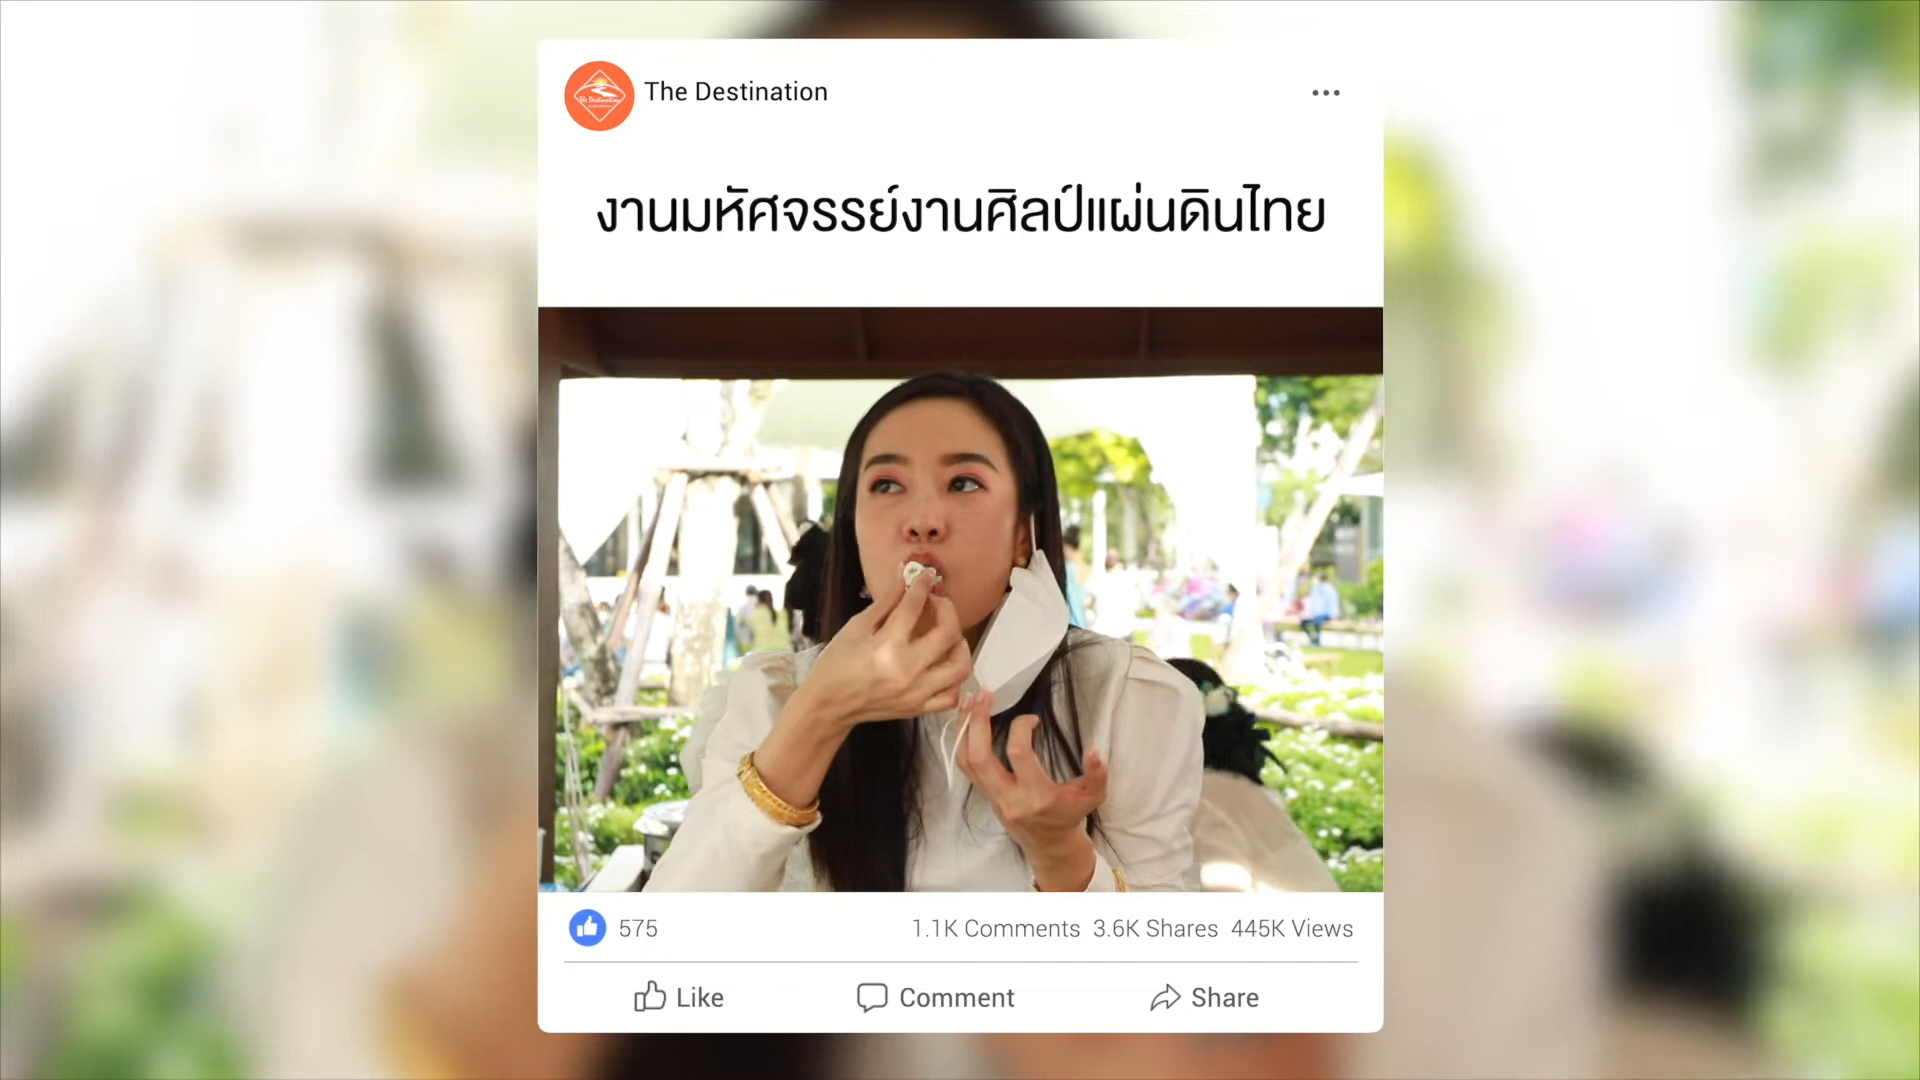 The Destination
The Destination
งานมหัศจรรย์งานศิลป์แผ่นดินไทย
575
1.1K Comments 3.6K Shares 445K Views
Like
Comment
Share